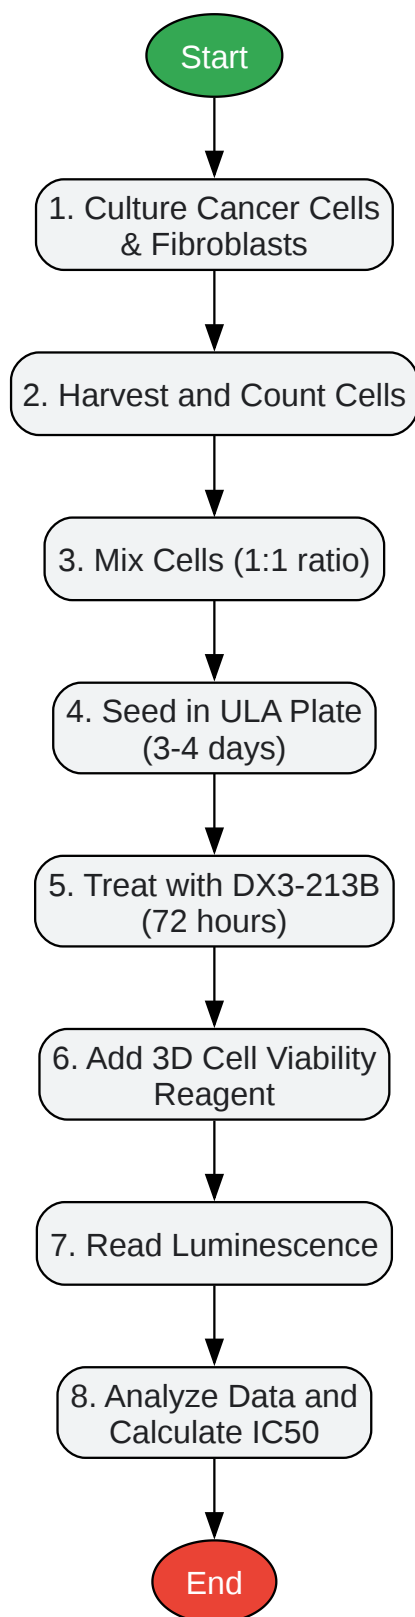 Start
1. Culture Cancer Cells
& Fibroblasts
2. Harvest and Count Cells
3. Mix Cells (1:1 ratio)
4. Seed in ULA Plate
(3-4 days)
5. Treat with DX3-213B
(72 hours)
6. Add 3D Cell Viability
Reagent
7. Read Luminescence
8. Analyze Data and
Calculate IC50
End